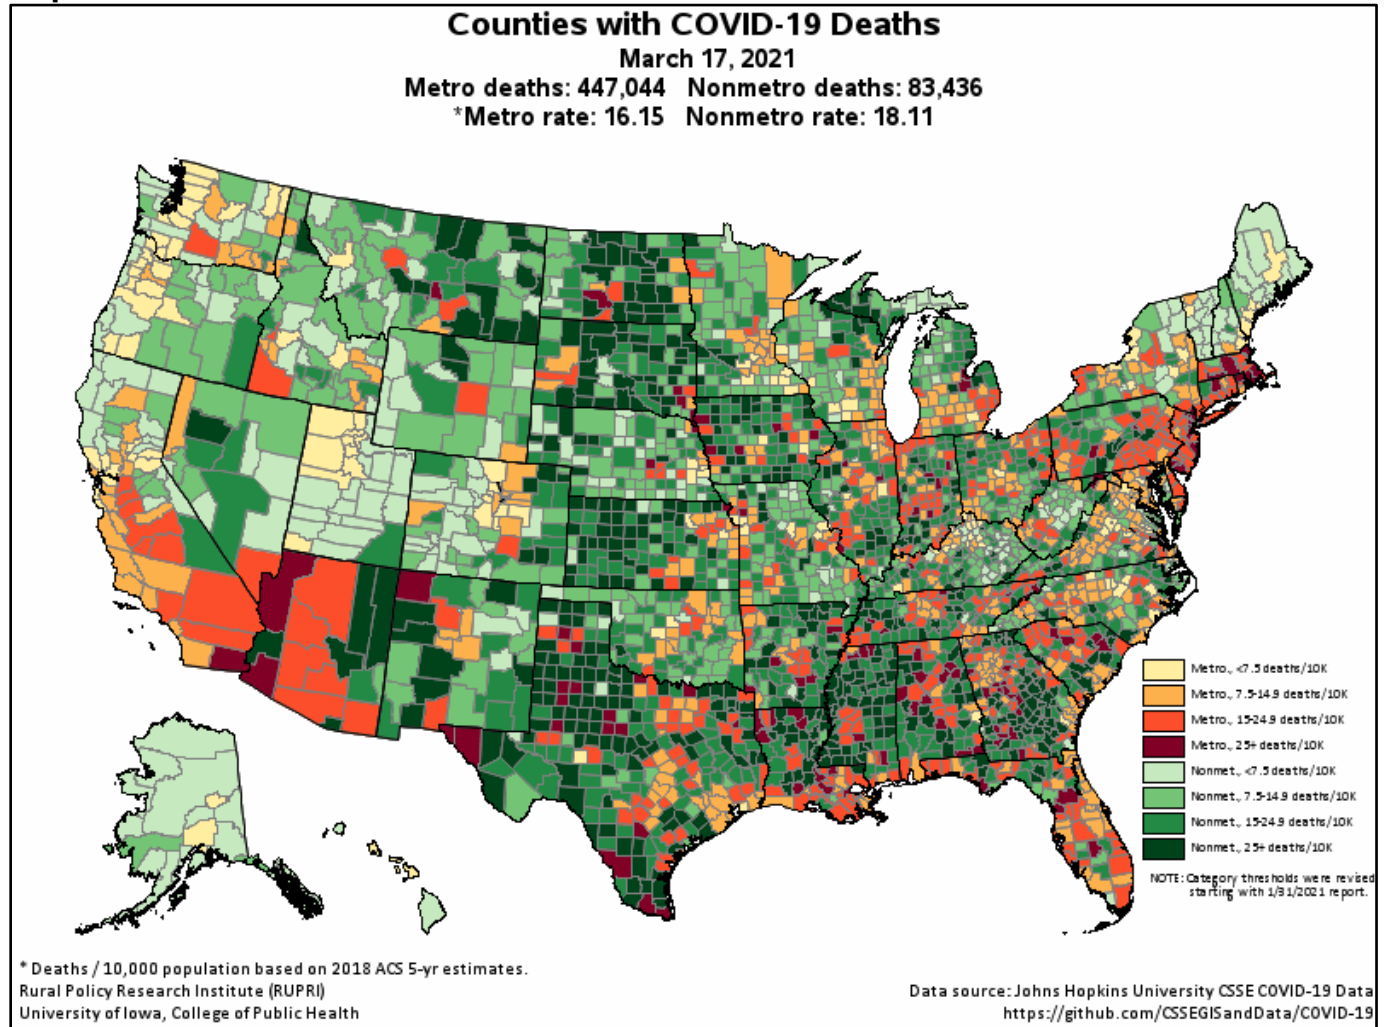 Counties with COVID-19 Deaths
March 17, 2021
Metro deaths: 447,044 Nonmetro deaths: 83,436
*Metro rate: 16.15 Nonmetro rate: 18.11
Metro., <7.5 deaths/10K
Metro., 7.5-14.9 deaths/10K
Metro., 15-24.9 deaths/10K
Metro., 25+ deaths/10K
Nonmet., <7.5 deaths/10K
Nonmet., 7.5-14.9 deaths/10K
Nonmet., 15-24.9 deaths/10K
Nonmet., 25+ deaths/10K
NOTE: Category thresholds were revised
starting with 1/31/2021 report.
* Deaths / 10,000 population based on 2018 ACS 5-yr estimates.
Rural Policy Research Institute (RUPRI)
University of Iowa, College of Public Health
Data source: Johns Hopkins University CSSE COVID-19 Data
https://github.com/CSSEGISandData/COVID-19